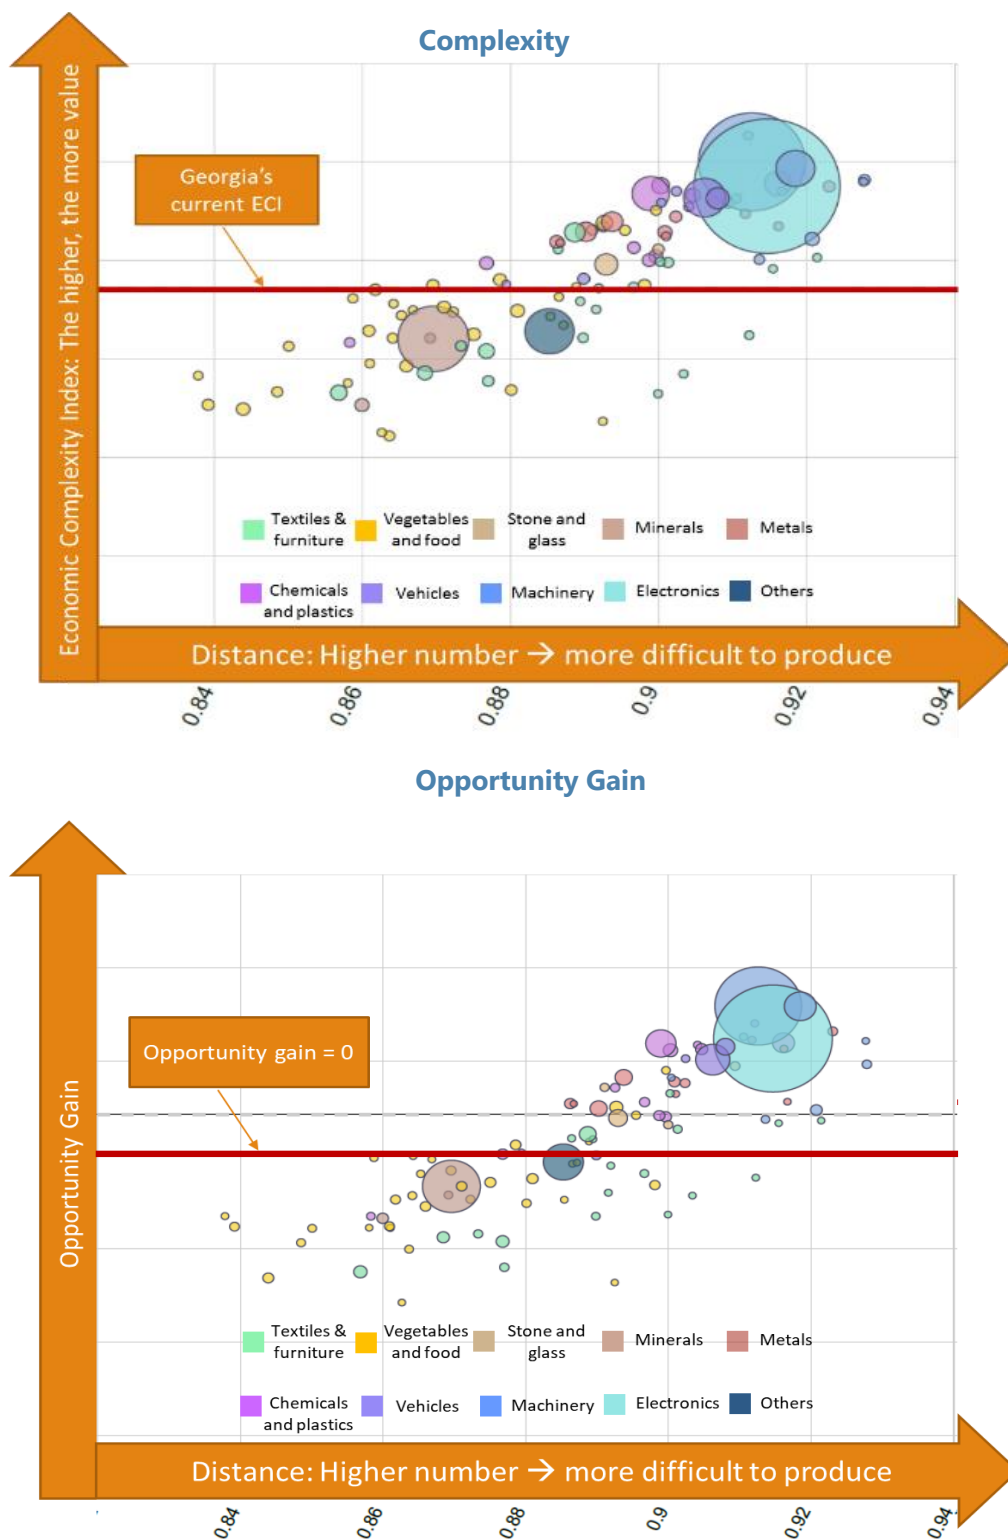 Complexity
Economic Complexity Index: The higher, the more value
Georgia's
current ECI
Textiles &
furniture
Vegetables
and food
Stone and
glass
Minerals
Metals
Chemicals
and plastics
Vehicles
Machinery
Electronics
Others
Distance: Higher number → more difficult to produce
0.84
0.86
0.88
0.9
0.92
0.94
Opportunity Gain
Opportunity Gain
Opportunity gain = 0
Textiles &
furniture
Vegetables
and food
Stone and
glass
Minerals
Metals
Chemicals
and plastics
Vehicles
Machinery
Electronics
Others
Distance: Higher number → more difficult to produce
0.84
0.86
0.88
0.9
0.92
0.94